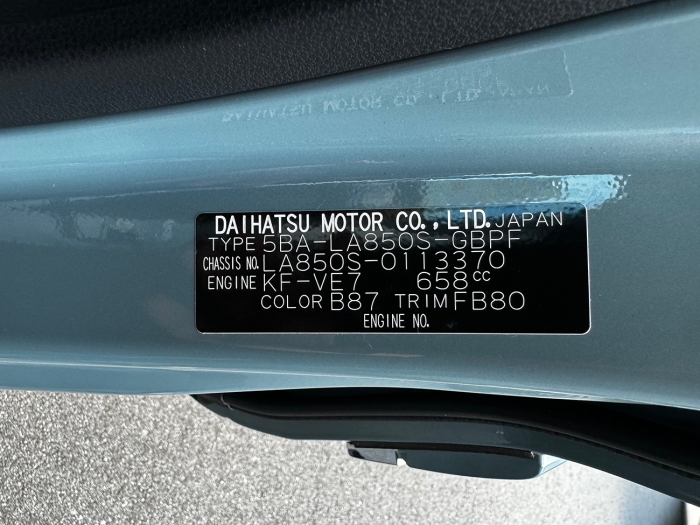 DAIHATSU MOTOR CO., LTD. JAPAN
TYPE 5BA-LA850S-GBPF
CHASSIS NO. LA850S-0113370
ENGINE KF-VE7 658cc
COLOR B87 TRIM FB80
ENGINE NO.